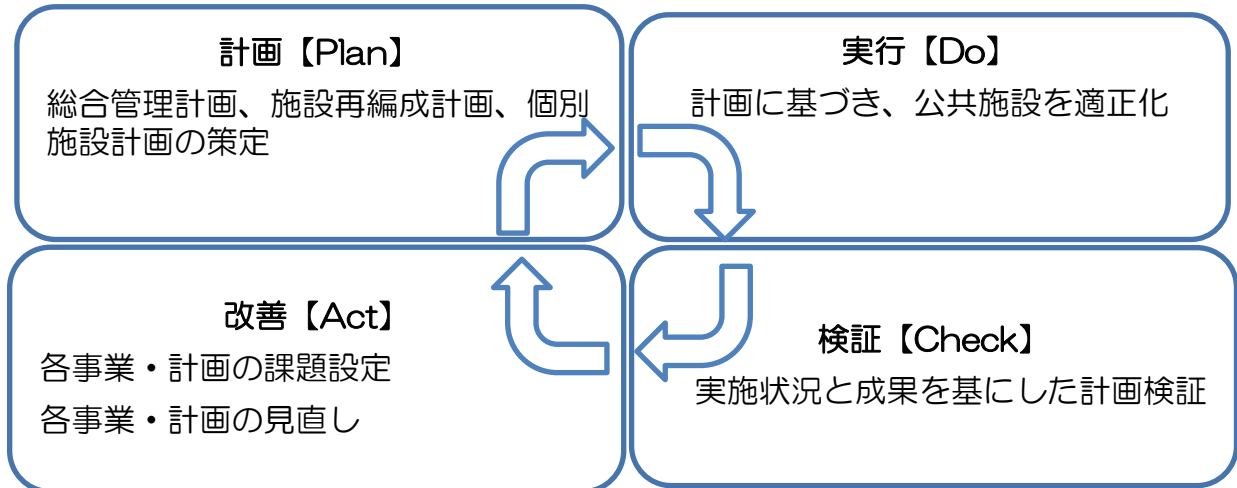 計画【Plan】
総合管理計画、施設再編成計画、個別
施設計画の策定
実行【Do】
計画に基づき、公共施設を適正化
改善【Act】
各事業・計画の課題設定
各事業・計画の見直し
検証【Check】
実施状況と成果を基にした計画検証